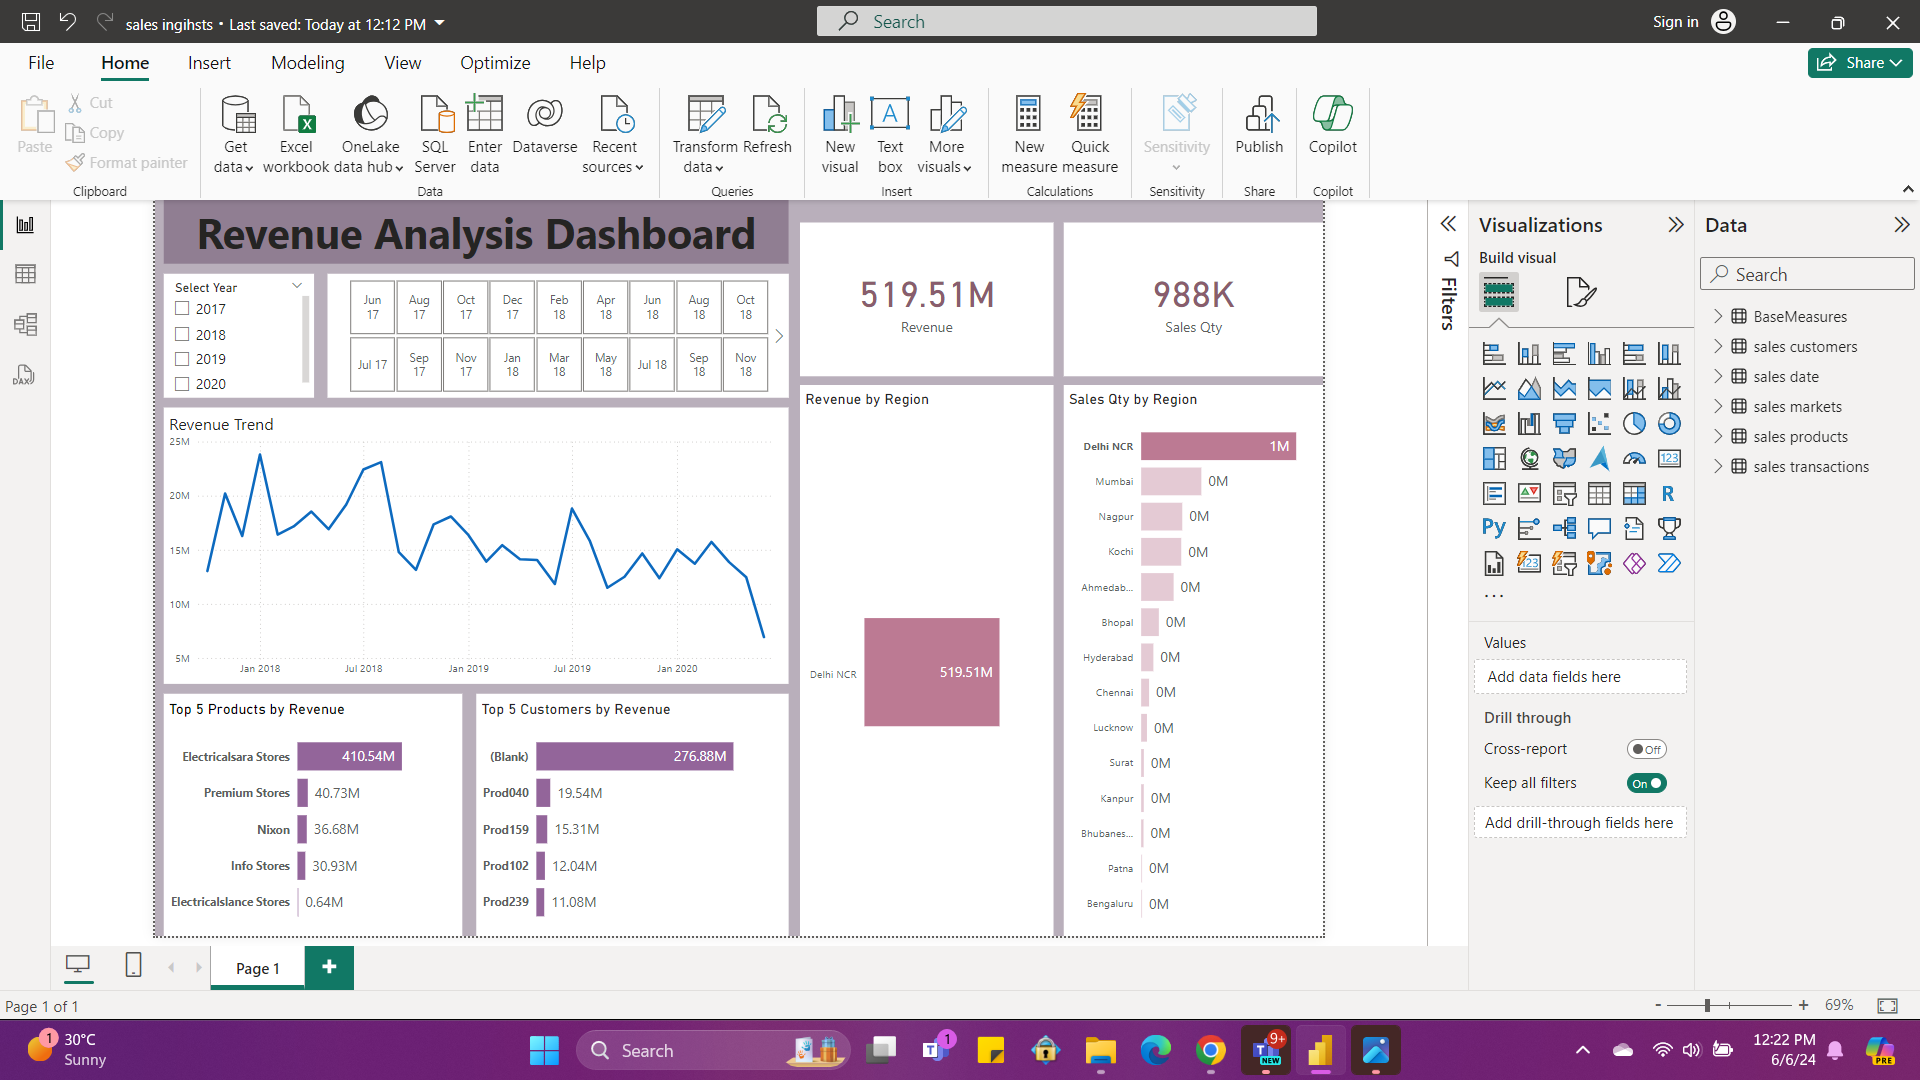 sales ingihsts • Last saved: Today at 12:12 PM
Search
Sign in
File
Home
Insert
Modeling
View
Optimize
Help
Share
Paste
Cut
Copy
Format painter
Clipboard
Get data
Excel workbook
OneLake data hub
SQL Server
Enter data
Dataverse
Recent sources
Data
Transform data
Refresh
Queries
New visual
Text box
More visuals
Insert
New measure
Quick measure
Calculations
Sensitivity
Sensitivity
Publish
Share
Copilot
Copilot
Revenue Analysis Dashboard
Select Year
2017
2018
2019
2020
Jun 17
Aug 17
Oct 17
Dec 17
Feb 18
Apr 18
Jun 18
Aug 18
Oct 18
Jul 17
Sep 17
Nov 17
Jan 18
Mar 18
May 18
Jul 18
Sep 18
Nov 18
519.51M
Revenue
988K
Sales Qty
Revenue Trend
25M
20M
15M
10M
5M
Jan 2018
Jul 2018
Jan 2019
Jul 2019
Jan 2020
Top 5 Products by Revenue
Electricalsara Stores 410.54M
Premium Stores 40.73M
Nixon 36.68M
Info Stores 30.93M
Electricalslance Stores 0.64M
Top 5 Customers by Revenue
(Blank) 276.88M
Prod040 19.54M
Prod159 15.31M
Prod102 12.04M
Prod239 11.08M
Revenue by Region
Delhi NCR 519.51M
Sales Qty by Region
Delhi NCR 1M
Mumbai 0M
Nagpur 0M
Kochi 0M
Ahmedab... 0M
Bhopal 0M
Hyderabad 0M
Chennai 0M
Lucknow 0M
Surat 0M
Kanpur 0M
Bhubanes... 0M
Patna 0M
Bengaluru 0M
Filters
Visualizations
Build visual
123
R
Py
123
...
Values
Add data fields here
Drill through
Cross-report Off
Keep all filters On
Add drill-through fields here
Data
Search
BaseMeasures
sales customers
sales date
sales markets
sales products
sales transactions
DAX
Page 1
Page 1 of 1
- + 69%
1
30°C
Sunny
Search
1
9+
NEW
12:22 PM
6/6/24
PRE